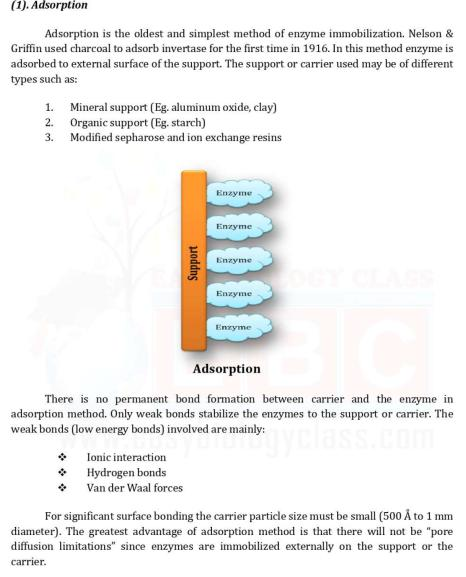 (1). Adsorption
Adsorption is the oldest and simplest method of enzyme immobilization. Nelson &
Griffin used charcoal to adsorb invertase for the first time in 1916. In this method enzyme is
adsorbed to external surface of the support. The support or carrier used may be of different
types such as:
1. Mineral support (Eg. aluminum oxide, clay)
2. Organic support (Eg. starch)
3. Modified sepharose and ion exchange resins
Support
Enzyme
Enzyme
Enzyme
Enzyme
Enzyme
Adsorption
There is no permanent bond formation between carrier and the enzyme in
adsorption method. Only weak bonds stabilize the enzymes to the support or carrier. The
weak bonds (low energy bonds) involved are mainly:
❖ Ionic interaction
❖ Hydrogen bonds
❖ Van der Waal forces
For significant surface bonding the carrier particle size must be small (500 Å to 1 mm
diameter). The greatest advantage of adsorption method is that there will not be “pore
diffusion limitations” since enzymes are immobilized externally on the support or the
carrier.